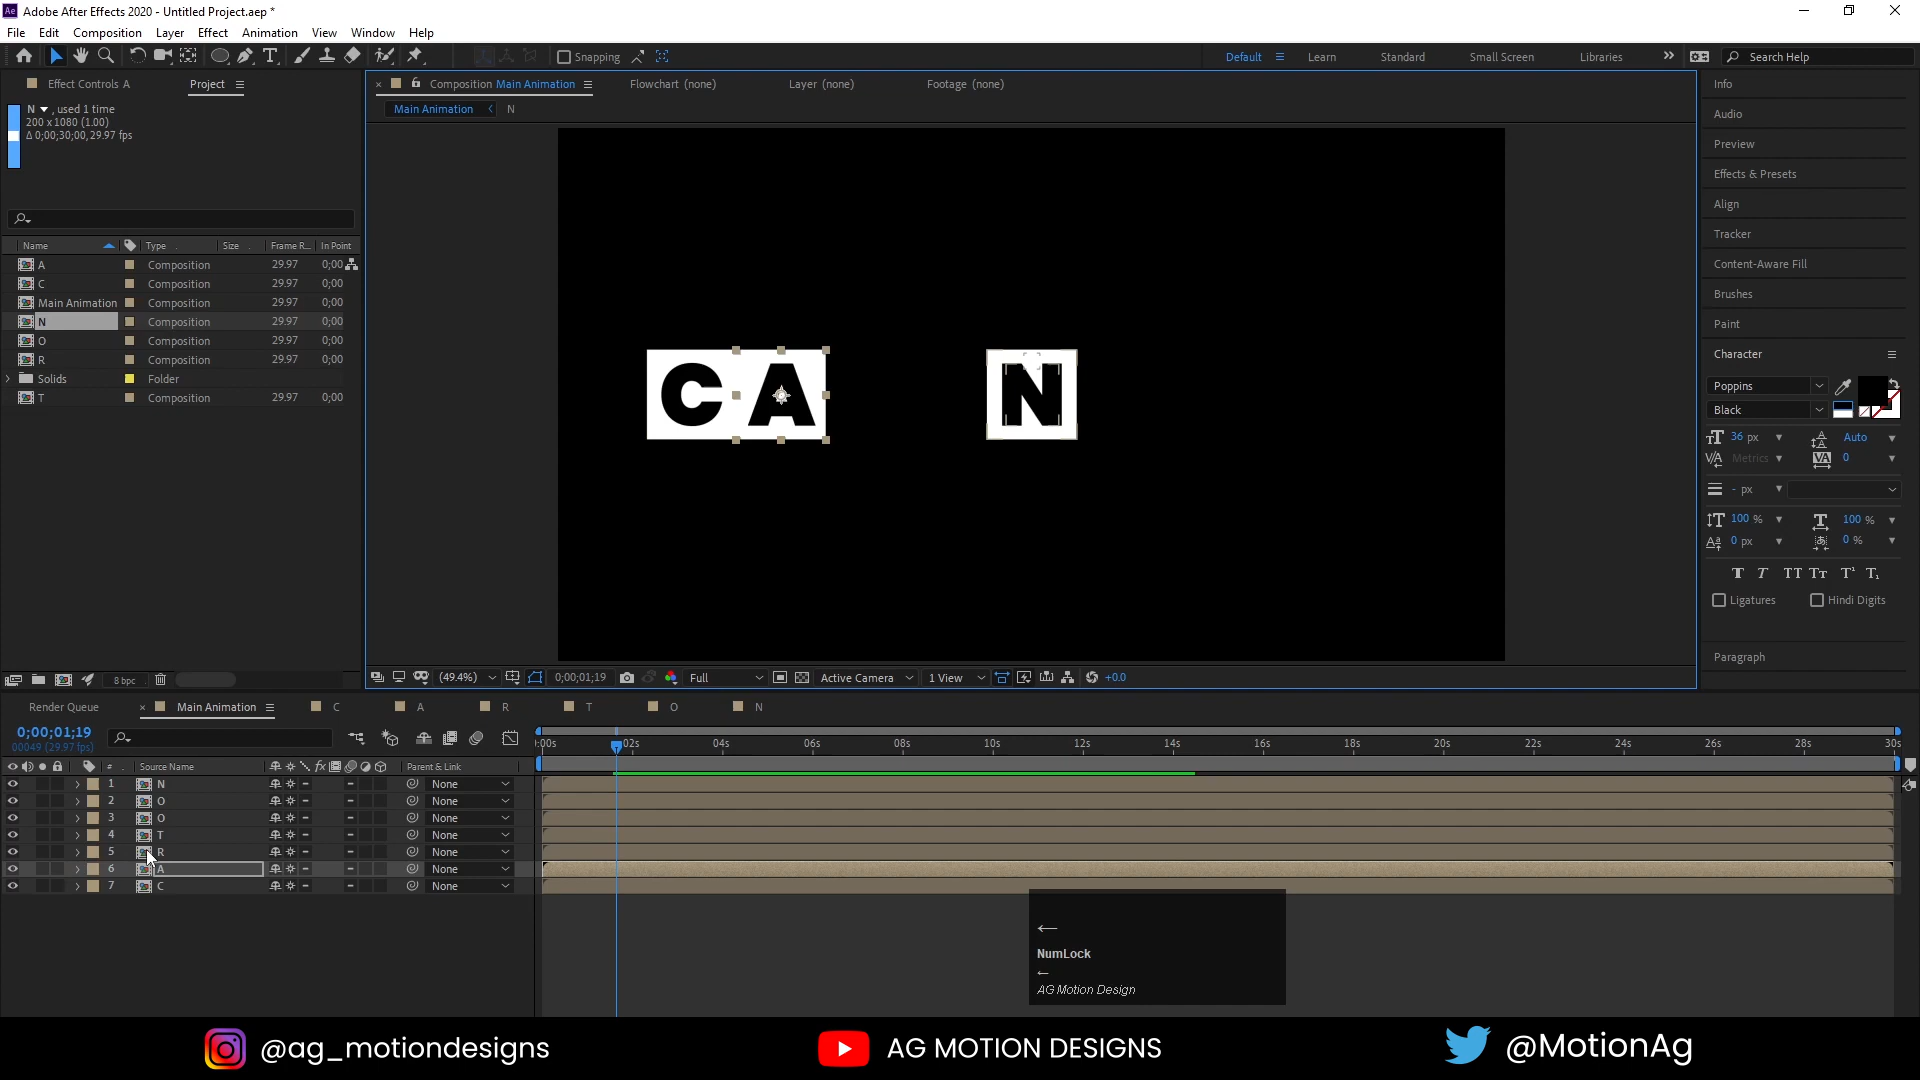 Ae Adobe After Effects 2020 - Untitled Project.aep *
File Edit Composition Layer Effect Animation View Window Help
Snapping
Default Learn Standard Small Screen Libraries Search Help
Effect Controls A Project
Composition Main Animation Flowchart (none) Layer (none) Footage (none)
Main Animation N
N , used 1 time
200 x 1080 (1.00)
Δ 0;00;30;00, 29.97 fps
Name Type Size Frame R... In Point
A Composition 29.97 0;00
C Composition 29.97 0;00
Main Animation Composition 29.97 0;00
N Composition 29.97 0;00
O Composition 29.97 0;00
R Composition 29.97 0;00
Solids Folder
T Composition 29.97 0;00
CA N
Info
Audio
Preview
Effects & Presets
Align
Tracker
Content-Aware Fill
Brushes
Paint
Character
Poppins
Black
36 px Auto
Metrics 0
- px
100 % 100 %
0 px 0 %
T T TT Tт T¹ T₁
Ligatures Hindi Digits
Paragraph
8 bpc
(49.4%) 0;00;01;19 Full Active Camera 1 View +0.0
Render Queue Main Animation C A R T O N
0;00;01;19
00049 (29.97 fps)
:00s 02s 04s 06s 08s 10s 12s 14s 16s 18s 20s 22s 24s 26s 28s 30s
# Source Name fx Parent & Link
1 N None
2 O None
3 O None
4 T None
5 R None
6 A None
7 C None
←
NumLock
←
AG Motion Design
@ag_motiondesigns AG MOTION DESIGNS @MotionAg